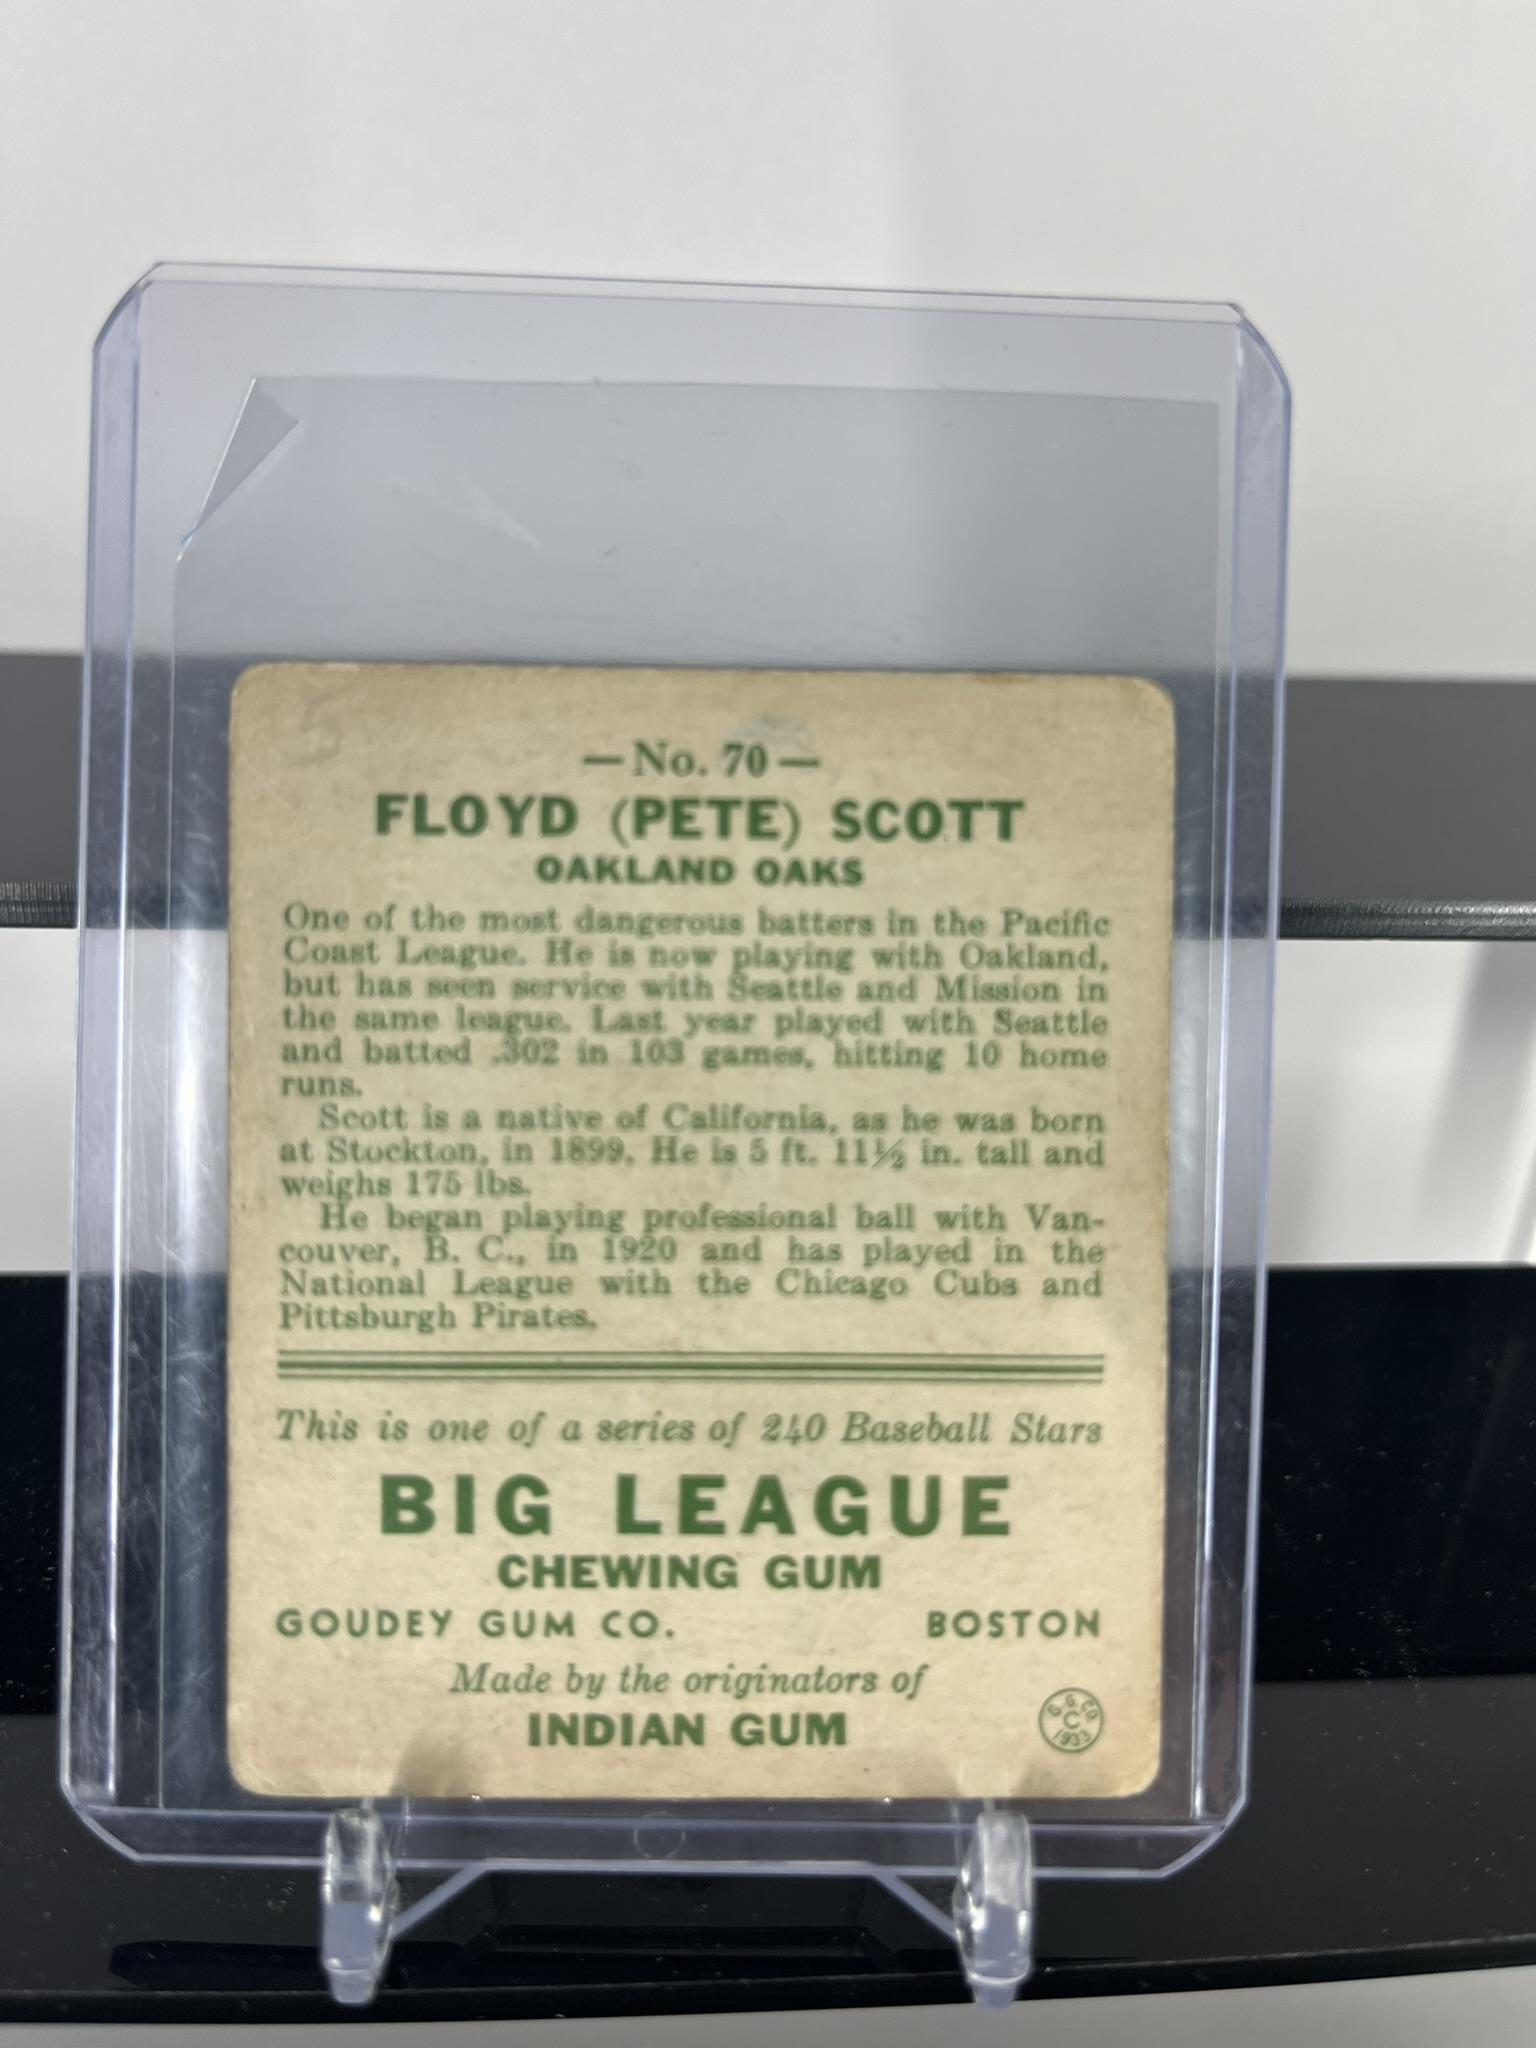 —No. 70—
FLOYD (PETE) SCOTT
OAKLAND OAKS
One of the most dangerous batters in the Pacific
Coast League. He is now playing with Oakland,
but has seen service with Seattle and Mission in
the same league. Last year played with Seattle
and batted .302 in 103 games, hitting 10 home
runs.
Scott is a native of California, as he was born
at Stockton, in 1899. He is 5 ft. 11½ in. tall and
weighs 175 lbs.
He began playing professional ball with Van-
couver, B. C., in 1920 and has played in the
National League with the Chicago Cubs and
Pittsburgh Pirates.
This is one of a series of 240 Baseball Stars
BIG LEAGUE
CHEWING GUM
GOUDEY GUM CO. BOSTON
Made by the originators of
INDIAN GUM
G. G. CO.
C
1933